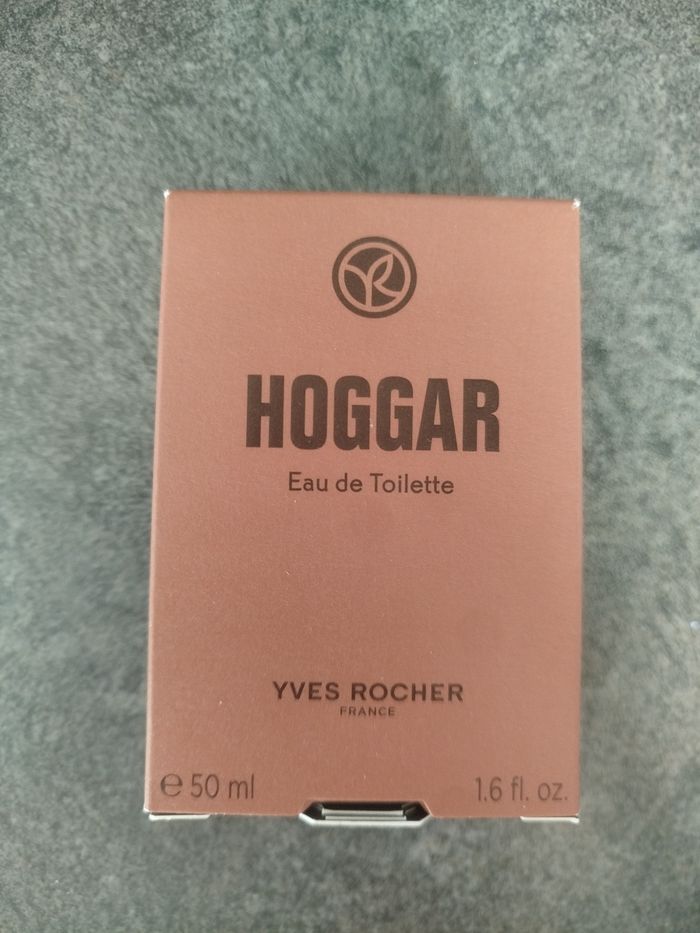 HOGGAR
Eau de Toilette
YVES ROCHER
FRANCE
℮ 50 ml 1.6 fl. oz.